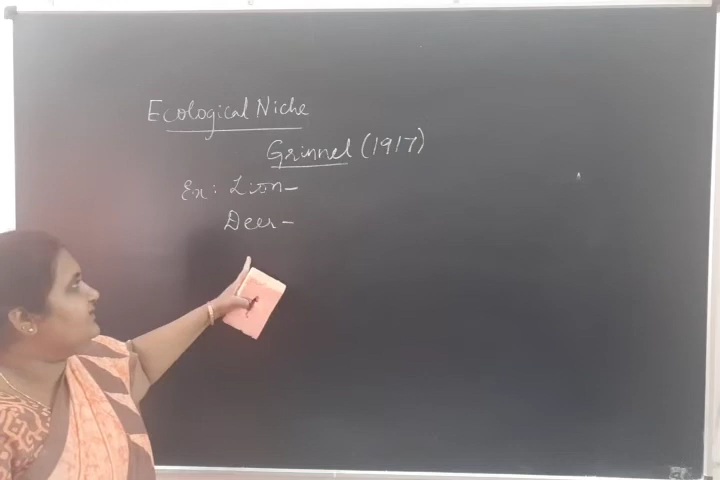 Ecological Niche
Grinnel (1917)
Ex: Lion-
Deer-